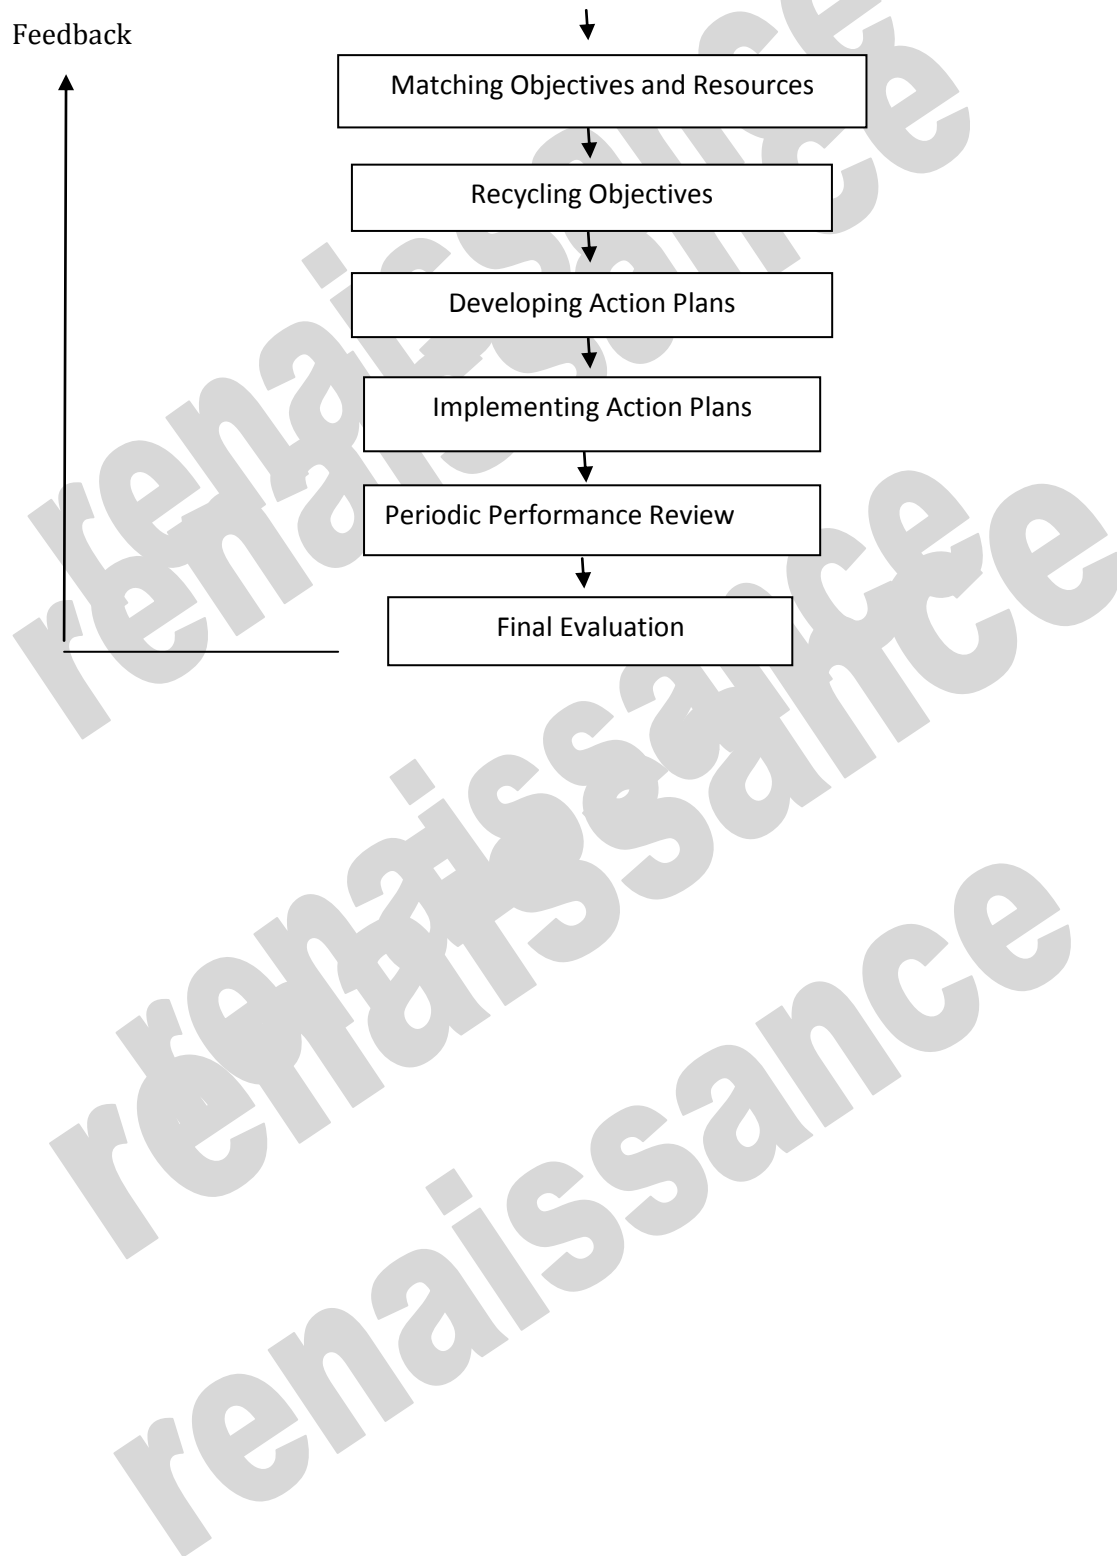 Feedback
Matching Objectives and Resources
Recycling Objectives
Developing Action Plans
Implementing Action Plans
Periodic Performance Review
Final Evaluation
renaissance
renaissance
renaissance
renaissance
renaissance